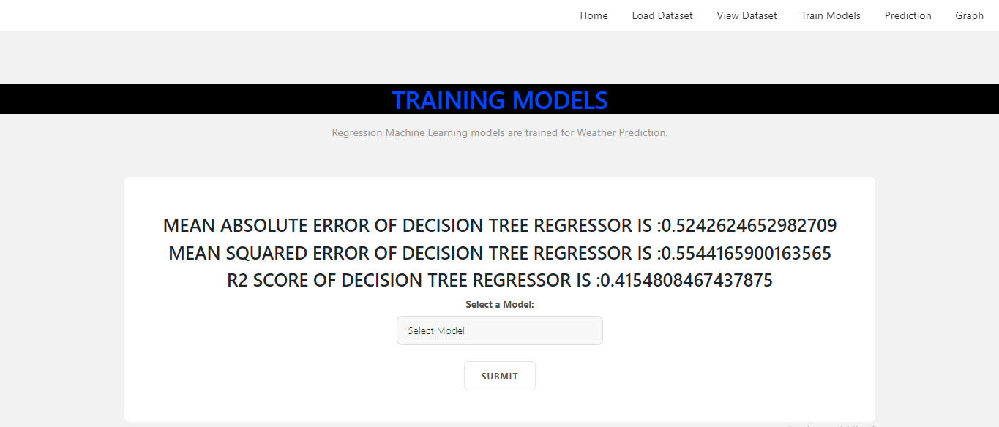 Home Load Dataset View Dataset Train Models Prediction Graph
TRAINING MODELS
Regression Machine Learning models are trained for Weather Prediction.
MEAN ABSOLUTE ERROR OF DECISION TREE REGRESSOR IS :0.5242624652982709
MEAN SQUARED ERROR OF DECISION TREE REGRESSOR IS :0.5544165900163565
R2 SCORE OF DECISION TREE REGRESSOR IS :0.4154808467437875
Select a Model:
Select Model
SUBMIT